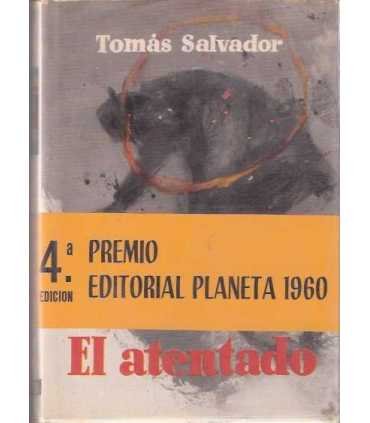 Tomás Salvador
4.ª EDICION
PREMIO
EDITORIAL PLANETA 1960
El atentado